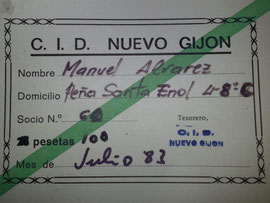 C. I. D. NUEVO GIJON
Nombre Manuel Alvarez
Domicilio Peña Santa Enol 4-8º C
Socio N.º 60 Tesorero,
pesetas 100 C. I. D.
NUEVO GIJON
Mes de Julio 83